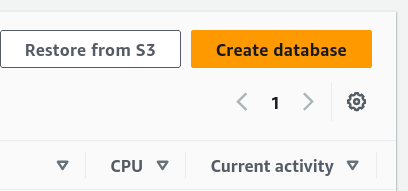 Restore from S3 Create database
1
CPU Current activity